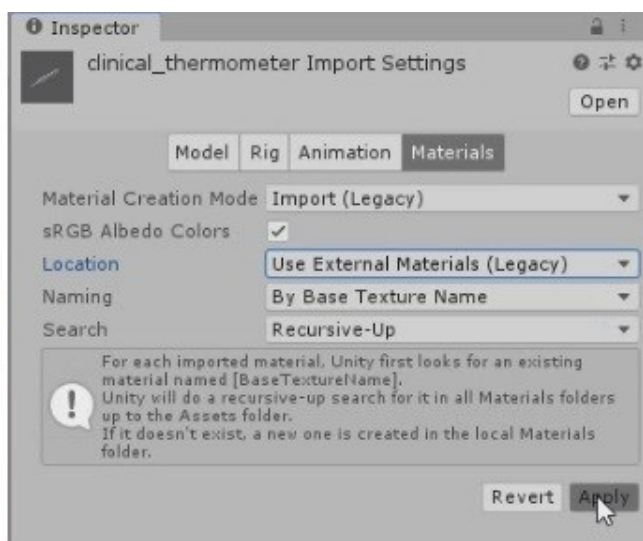 Inspector
clinical_thermometer Import Settings
Open
Model Rig Animation Materials
Material Creation Mode Import (Legacy)
sRGB Albedo Colors
Location Use External Materials (Legacy)
Naming By Base Texture Name
Search Recursive-Up
For each imported material, Unity first looks for an existing
material named [BaseTextureName].
Unity will do a recursive-up search for it in all Materials folders
up to the Assets folder.
If it doesn't exist, a new one is created in the local Materials
folder.
Revert Apply